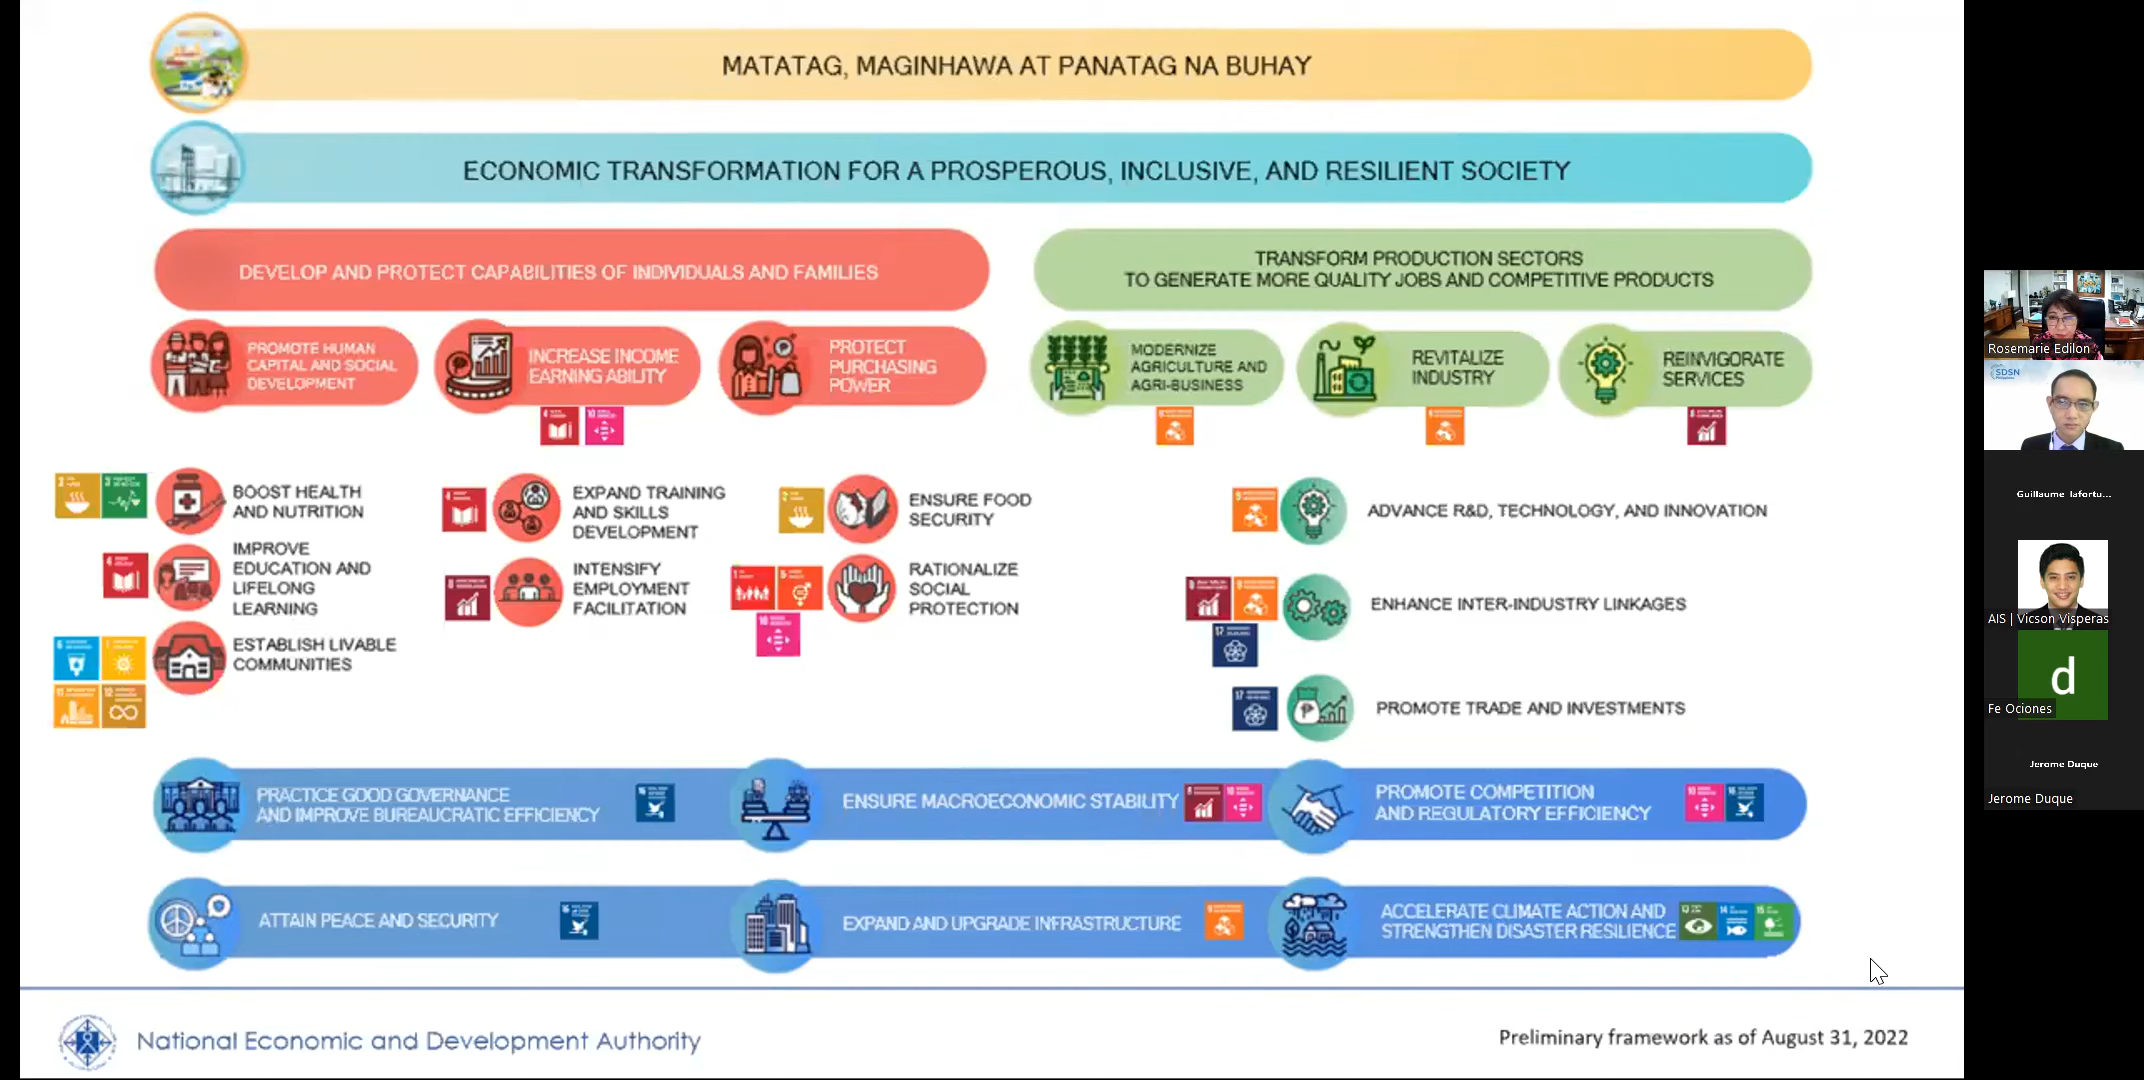 MATATAG, MAGINHAWA AT PANATAG NA BUHAY
ECONOMIC TRANSFORMATION FOR A PROSPEROUS, INCLUSIVE, AND RESILIENT SOCIETY
DEVELOP AND PROTECT CAPABILITIES OF INDIVIDUALS AND FAMILIES
TRANSFORM PRODUCTION SECTORS
TO GENERATE MORE QUALITY JOBS AND COMPETITIVE PRODUCTS
PROMOTE HUMAN
CAPITAL AND SOCIAL
DEVELOPMENT
INCREASE INCOME
EARNING ABILITY
PROTECT
PURCHASING
POWER
MODERNIZE
AGRICULTURE AND
AGRI-BUSINESS
REVITALIZE
INDUSTRY
REINVIGORATE
SERVICES
BOOST HEALTH
AND NUTRITION
IMPROVE
EDUCATION AND
LIFELONG
LEARNING
ESTABLISH LIVABLE
COMMUNITIES
EXPAND TRAINING
AND SKILLS
DEVELOPMENT
INTENSIFY
EMPLOYMENT
FACILITATION
ENSURE FOOD
SECURITY
RATIONALIZE
SOCIAL
PROTECTION
ADVANCE R&D, TECHNOLOGY, AND INNOVATION
ENHANCE INTER-INDUSTRY LINKAGES
PROMOTE TRADE AND INVESTMENTS
PRACTICE GOOD GOVERNANCE
AND IMPROVE BUREAUCRATIC EFFICIENCY
ENSURE MACROECONOMIC STABILITY
PROMOTE COMPETITION
AND REGULATORY EFFICIENCY
ATTAIN PEACE AND SECURITY
EXPAND AND UPGRADE INFRASTRUCTURE
ACCELERATE CLIMATE ACTION AND
STRENGTHEN DISASTER RESILIENCE
National Economic and Development Authority
Preliminary framework as of August 31, 2022
Rosemarie Edilon
SDSN
Guillaume lafortu...
AIS | Vicson Visperas
d
Fe Ociones
Jerome Duque
Jerome Duque